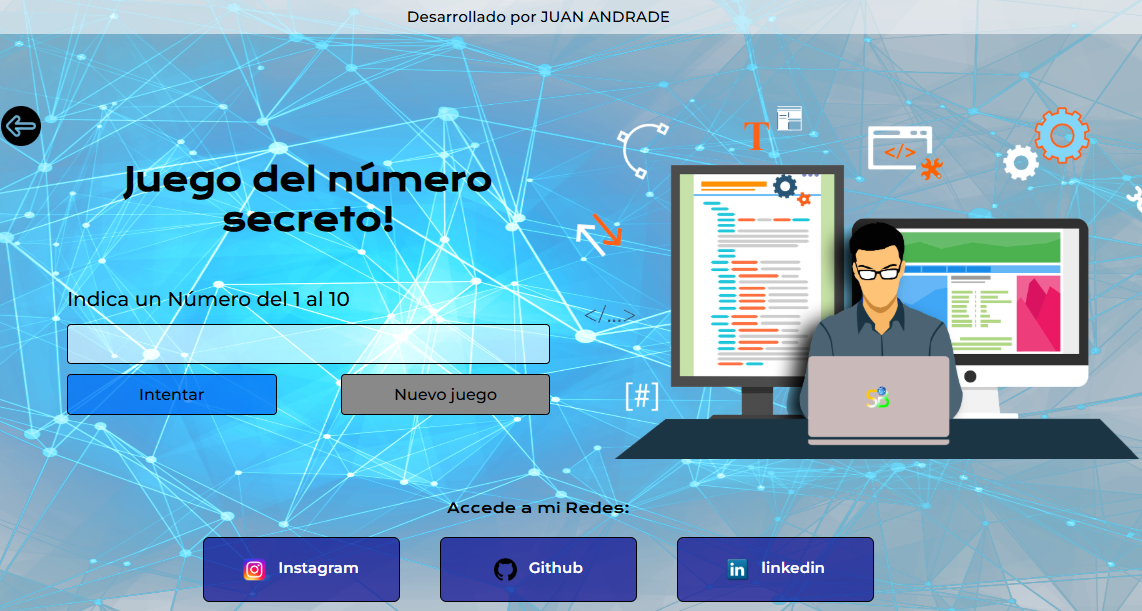 Desarrollado por JUAN ANDRADE
Juego del número
secreto!
Indica un Número del 1 al 10
Intentar
Nuevo juego
T
</>
</...>
[#]
Accede a mi Redes:
Instagram
Github
in
linkedin